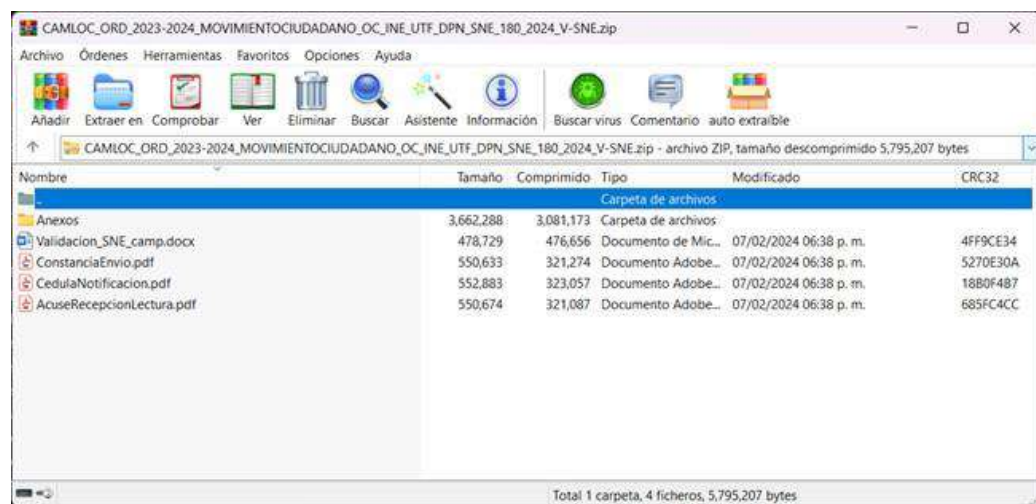 CAMLOC_ORD_2023-2024_MOVIMIENTOCIUDADANO_OC_INE_UTF_DPN_SNE_180_2024_V-SNE.zip
Archivo Órdenes Herramientas Favoritos Opciones Ayuda
Añadir Extraer en Comprobar Ver Eliminar Buscar Asistente Información Buscar virus Comentario auto extraíble
CAMLOC_ORD_2023-2024_MOVIMIENTOCIUDADANO_OC_INE_UTF_DPN_SNE_180_2024_V-SNE.zip - archivo ZIP, tamaño descomprimido 5,795,207 bytes
Nombre Tamaño Comprimido Tipo Modificado CRC32
Carpeta de archivos
Anexos 3,662,288 3,081,173 Carpeta de archivos
Validacion_SNE_camp.docx 478,729 476,656 Documento de Mic... 07/02/2024 06:38 p. m. 4FF9CE34
ConstanciaEnvio.pdf 550,633 321,274 Documento Adobe... 07/02/2024 06:38 p. m. 5270E30A
CedulaNotificacion.pdf 552,883 323,057 Documento Adobe... 07/02/2024 06:38 p. m. 18B0F4B7
AcuseRecepcionLectura.pdf 550,674 321,087 Documento Adobe... 07/02/2024 06:38 p. m. 685FC4CC
Total 1 carpeta, 4 ficheros, 5,795,207 bytes